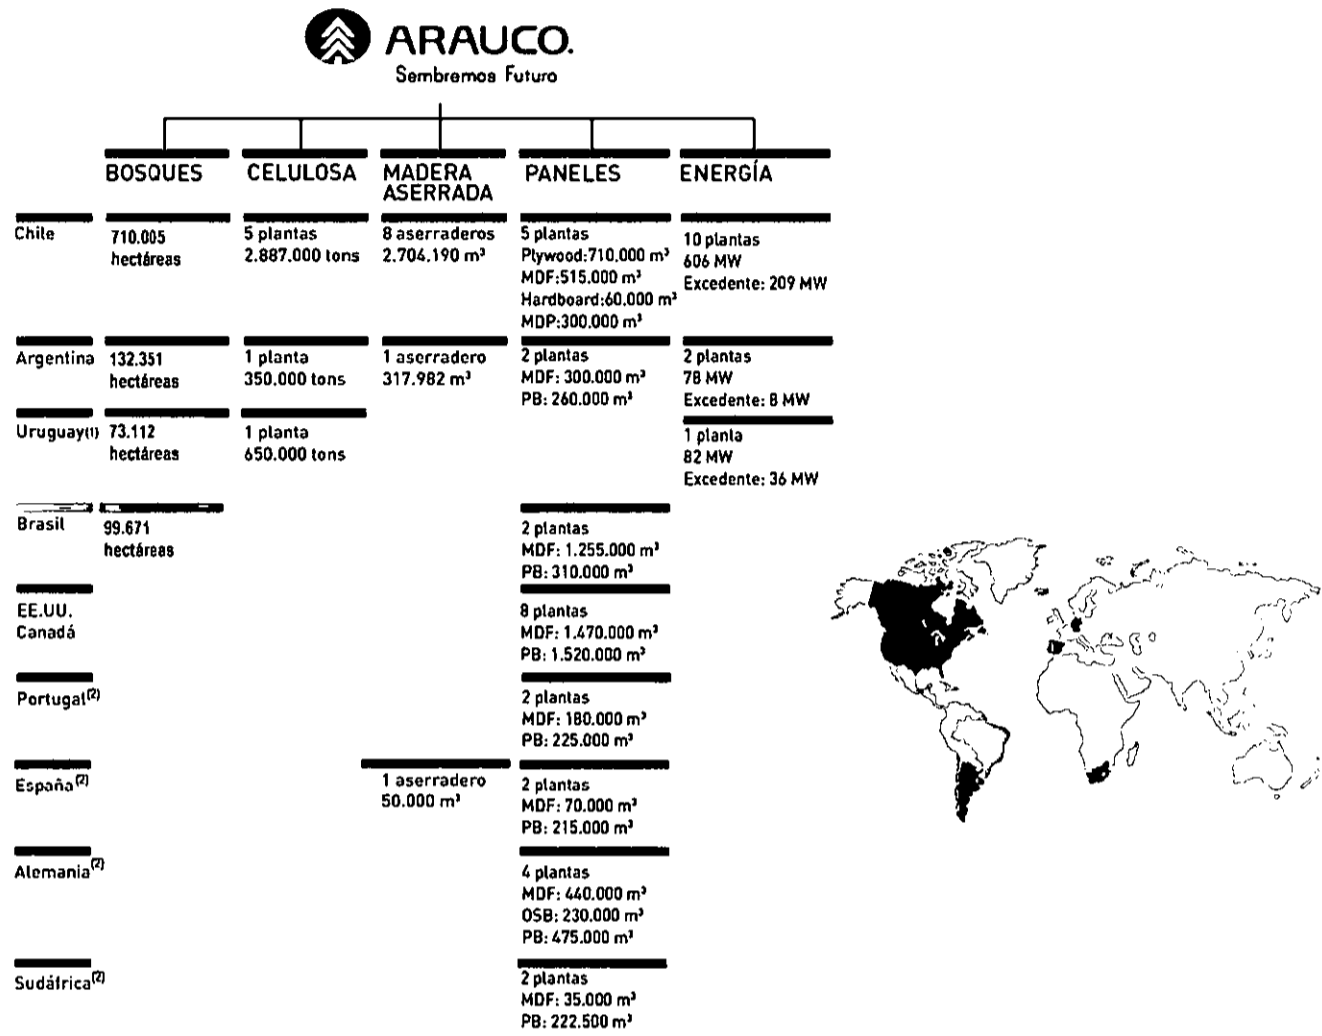 ARAUCO.
Sembremos Futuro
BOSQUES
CELULOSA
MADERA
ASERRADA
PANELES
ENERGÍA
Chile
710.005
hectáreas
5 plantas
2.887.000 tons
8 aserraderos
2.704.190 m³
5 plantas
Plywood:710.000 m³
MDF:515.000 m³
Hardboard:60.000 m³
MDP:300.000 m³
10 plantas
606 MW
Excedente: 209 MW
Argentina
132.351
hectáreas
1 planta
350.000 tons
1 aserradero
317.982 m³
2 plantas
MDF: 300.000 m³
PB: 260.000 m³
2 plantas
78 MW
Excedente: 8 MW
Uruguay(1)
73.112
hectáreas
1 planta
650.000 tons
1 planta
82 MW
Excedente: 36 MW
Brasil
99.671
hectáreas
2 plantas
MDF: 1.255.000 m³
PB: 310.000 m³
EE.UU.
Canadá
8 plantas
MDF: 1.470.000 m³
PB: 1.520.000 m³
Portugal(2)
2 plantas
MDF: 180.000 m³
PB: 225.000 m³
España(2)
1 aserradero
50.000 m³
2 plantas
MDF: 70.000 m³
PB: 215.000 m³
Alemania(2)
4 plantas
MDF: 440.000 m³
OSB: 230.000 m³
PB: 475.000 m³
Sudáfrica(2)
2 plantas
MDF: 35.000 m³
PB: 222.500 m³